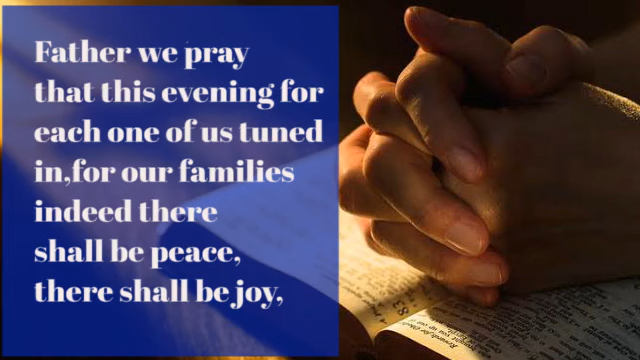 Father we pray
that this evening for
each one of us tuned
in,for our families
indeed there
shall be peace,
there shall be joy,